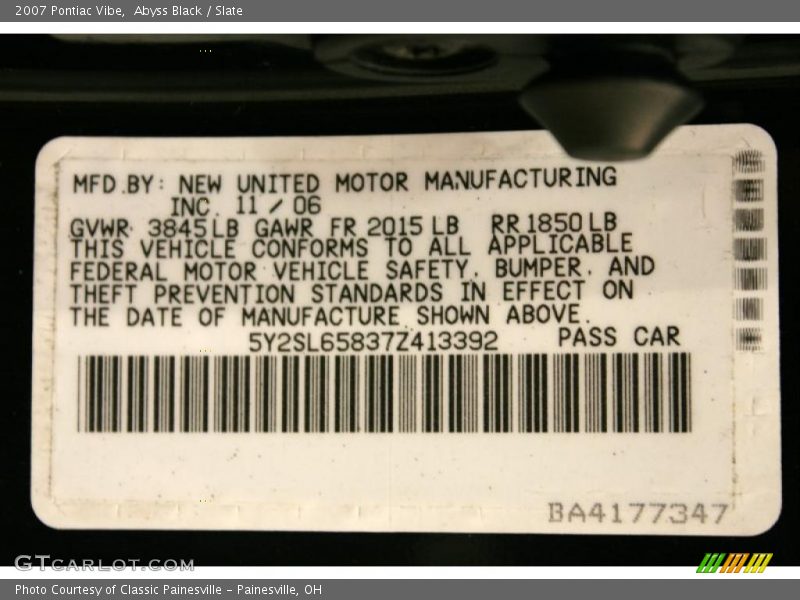 2007 Pontiac Vibe, Abyss Black / Slate
MFD.BY: NEW UNITED MOTOR MANUFACTURING
INC. 11 / 06
GVWR 3845 LB GAWR FR 2015 LB RR 1850 LB
THIS VEHICLE CONFORMS TO ALL APPLICABLE
FEDERAL MOTOR VEHICLE SAFETY, BUMPER, AND
THEFT PREVENTION STANDARDS IN EFFECT ON
THE DATE OF MANUFACTURE SHOWN ABOVE.
5Y2SL65837Z413392 PASS CAR
BA4177347
GTCARLOT.COM
Photo Courtesy of Classic Painesville - Painesville, OH